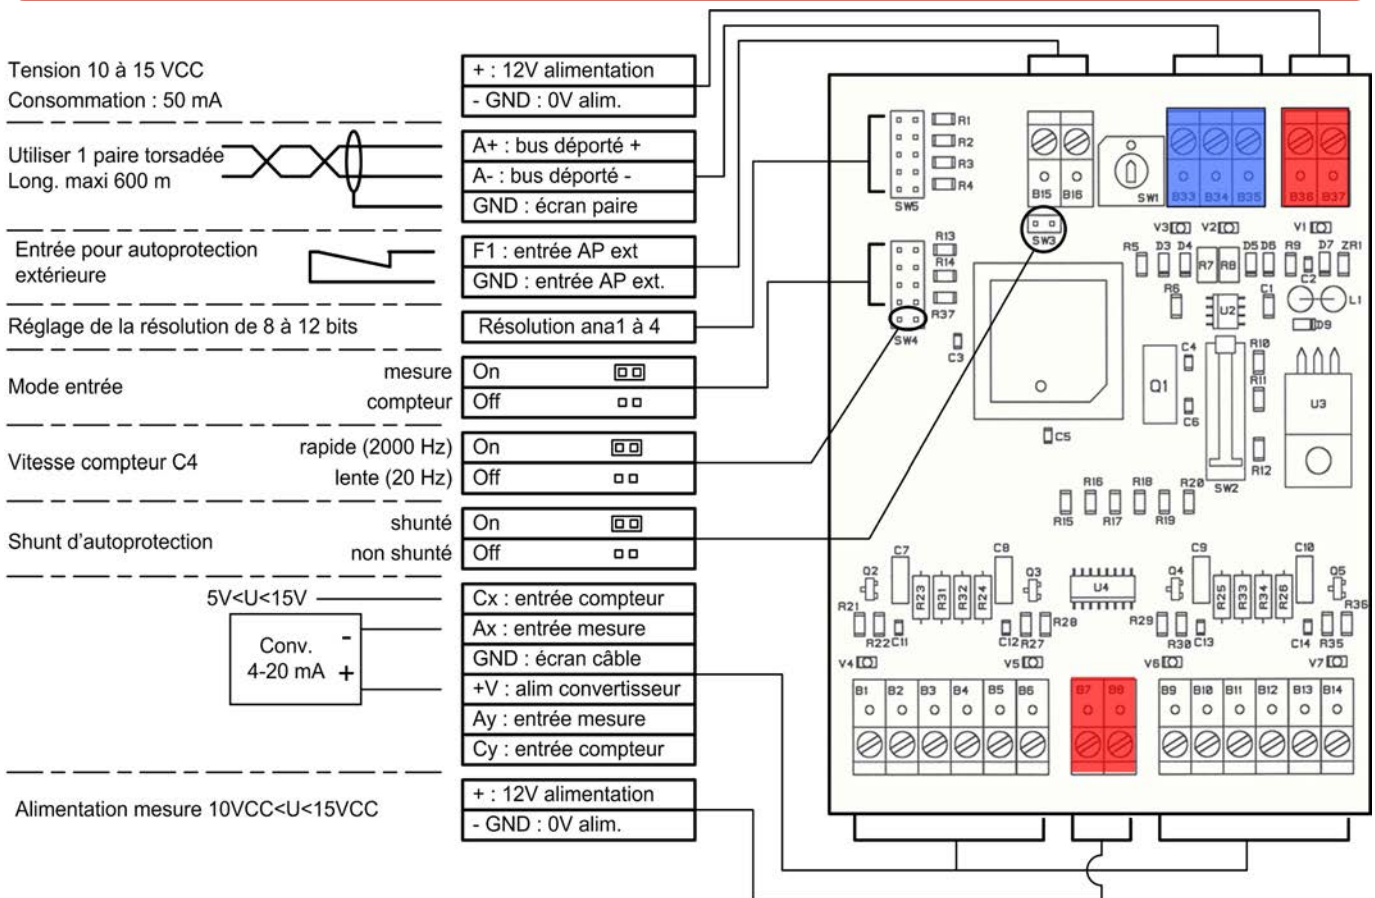 Tension 10 à 15 VCC
Consommation : 50 mA
+ : 12V alimentation
- GND : 0V alim.
Utiliser 1 paire torsadée
Long. maxi 600 m
A+ : bus déporté +
A- : bus déporté -
GND : écran paire
Entrée pour autoprotection
extérieure
F1 : entrée AP ext
GND : entrée AP ext.
Réglage de la résolution de 8 à 12 bits
Résolution ana1 à 4
Mode entrée
mesure
On
compteur
Off
Vitesse compteur C4
rapide (2000 Hz)
On
lente (20 Hz)
Off
Shunt d'autoprotection
shunté
On
non shunté
Off
5V<U<15V
Conv.
4-20 mA
-
+
Cx : entrée compteur
Ax : entrée mesure
GND : écran câble
+V : alim convertisseur
Ay : entrée mesure
Cy : entrée compteur
Alimentation mesure 10VCC<U<15VCC
+ : 12V alimentation
- GND : 0V alim.
R1
R2
R3
R4
SW5
B15 B16
SW1
B33 B34 B35
B36 B37
SW3
V3 V2 V1
R13
R14
R37
SW4
C3
R5 D3 D4 R7 R8 D5 D6 R9 D7 ZR1
C2
R6 U2 C1 L1
D9
C4 R10
Q1 R11
C6
U3
C5
R12
SW2
R16 R18 R20
R15 R17 R19
C7 C8 C9 C10
Q2 Q3 U4 Q4 Q5
R23 R31 R32 R24
R25 R33 R34 R26
R21 R28 R29 R36
R22 C11 C12 R27 R30 C13 C14 R35
V4 V5 V6 V7
B1 B2 B3 B4 B5 B6
B7 B8
B9 B10 B11 B12 B13 B14